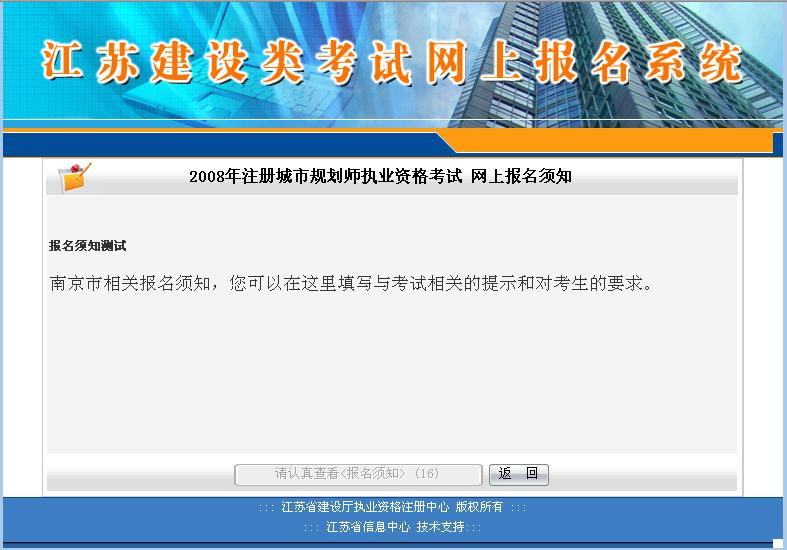 江苏建设类考试网上报名系统
2008年注册城市规划师执业资格考试 网上报名须知
报名须知测试
南京市相关报名须知，您可以在这里填写与考试相关的提示和对考生的要求。
请认真查看<报名须知> (16)
返 回
::: 江苏省建设厅执业资格注册中心 版权所有 :::
::: 江苏省信息中心 技术支持:::